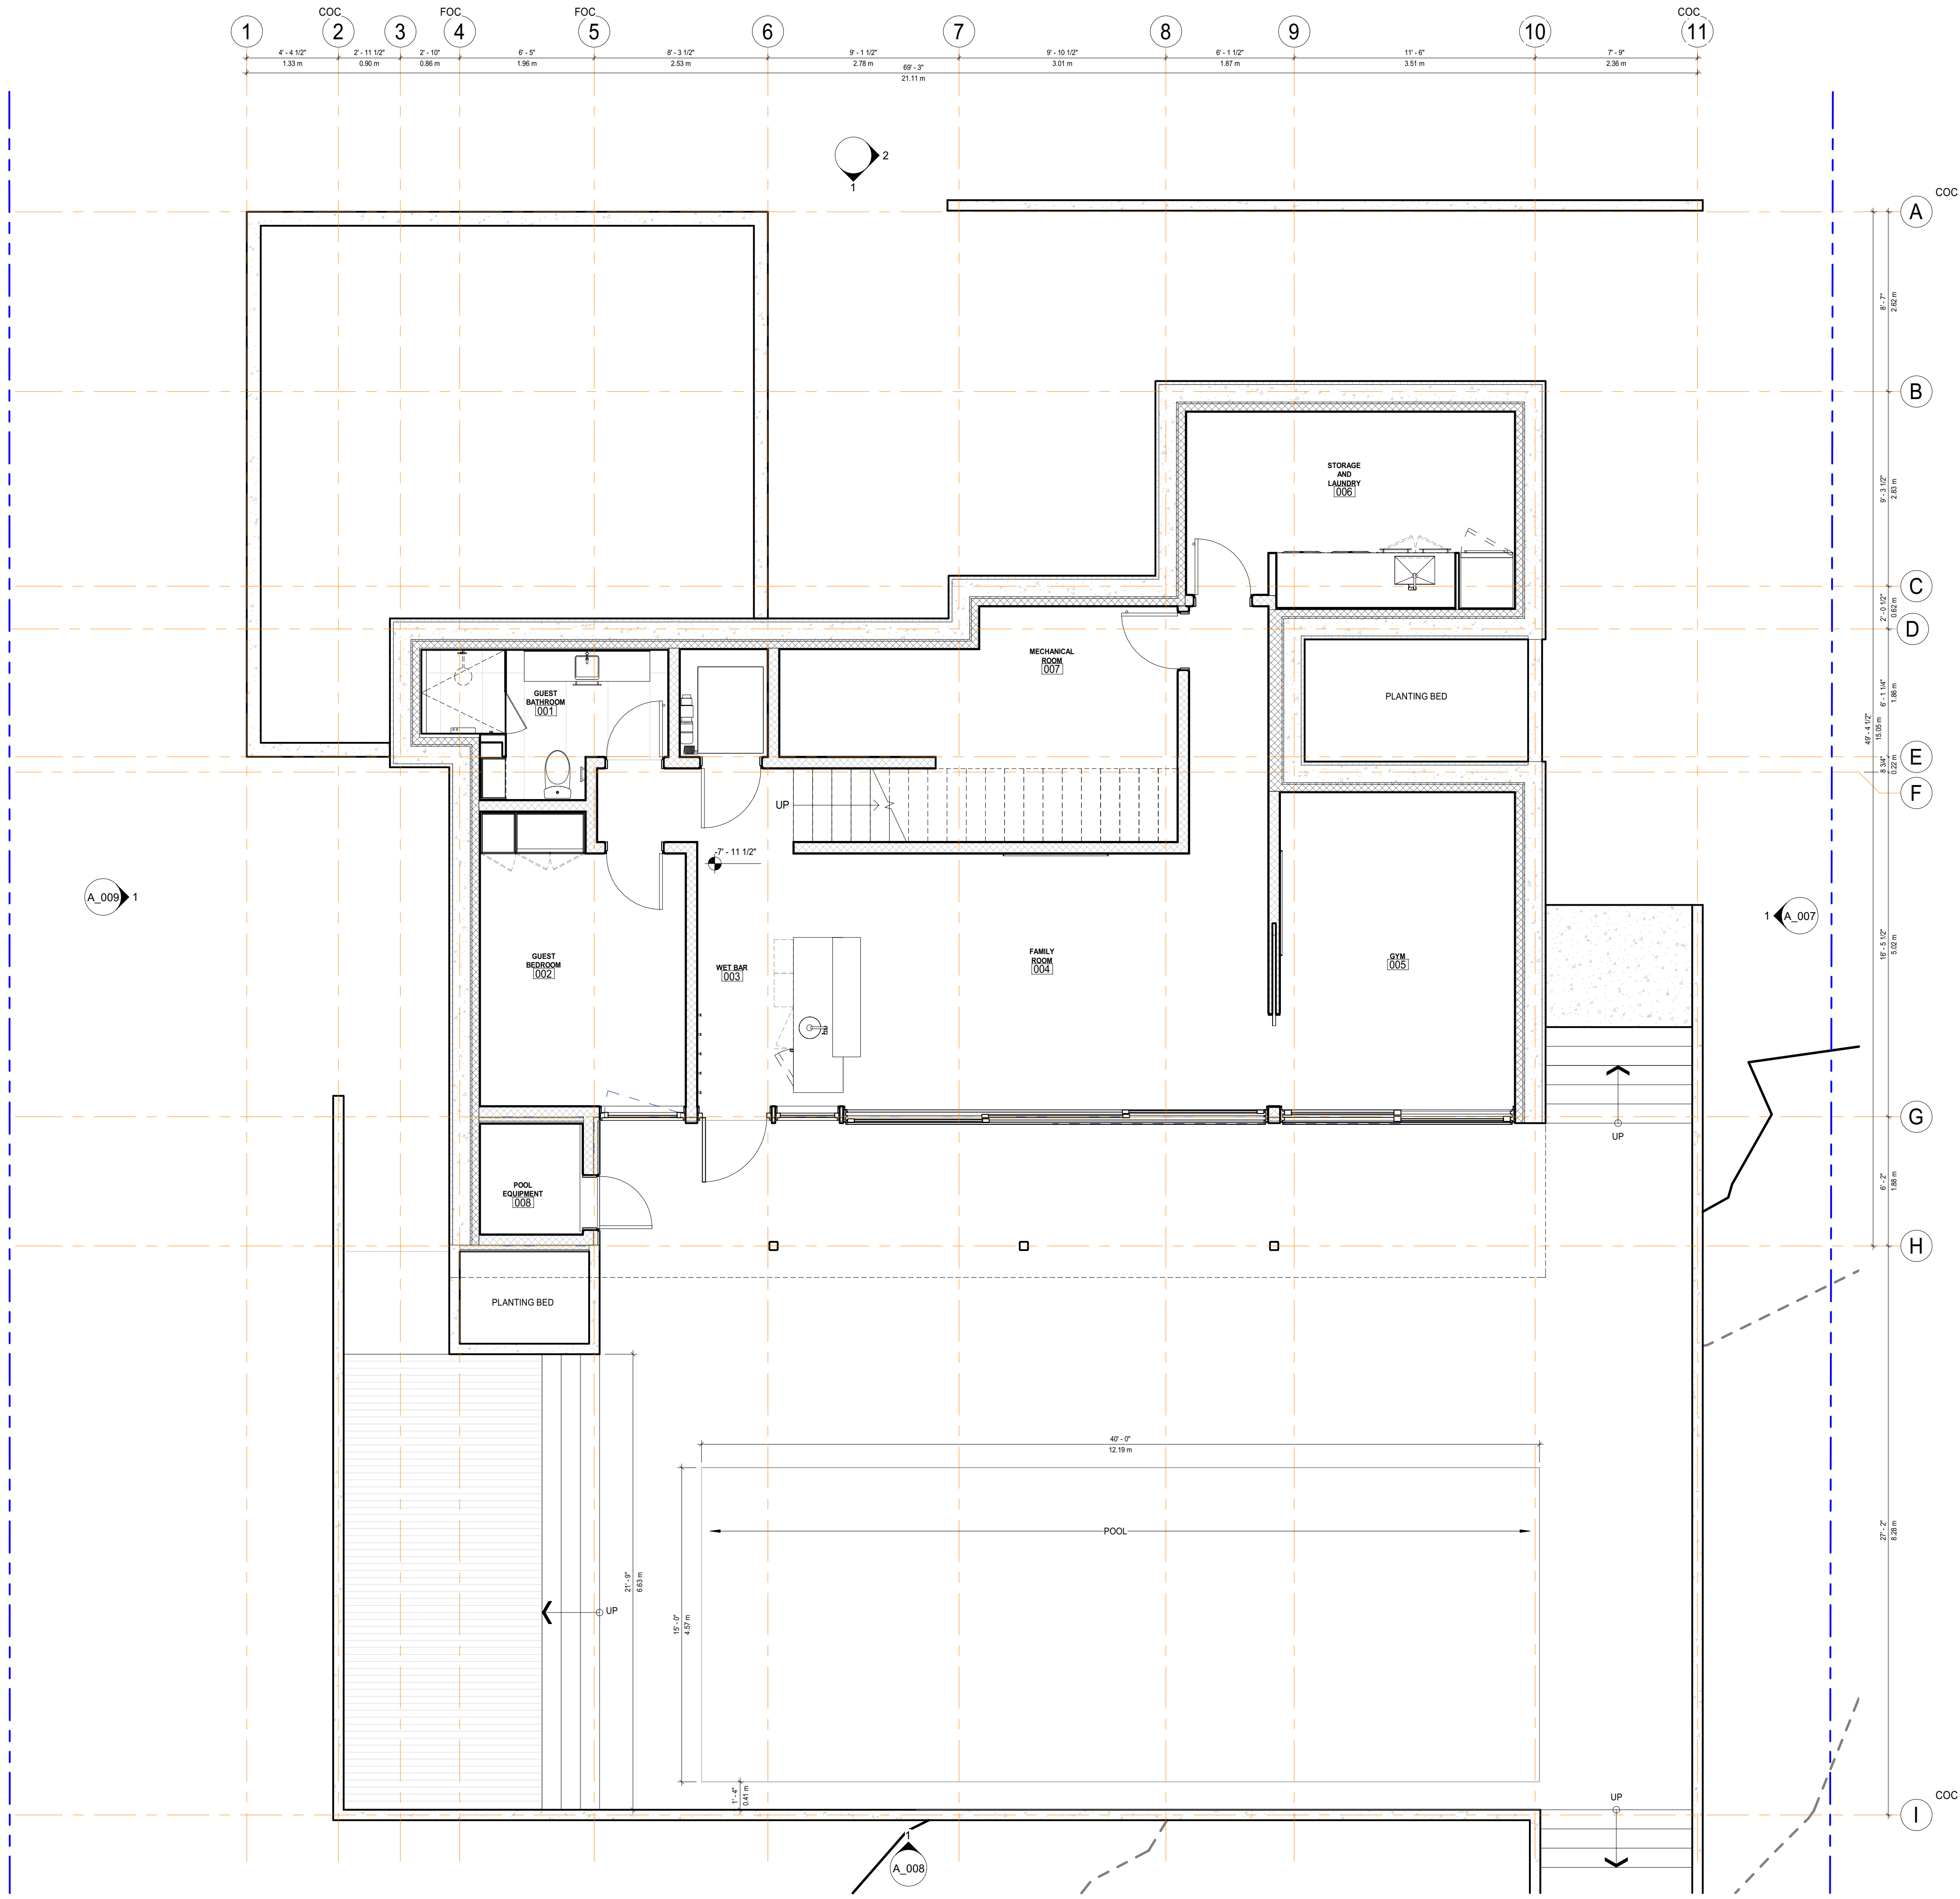 COC FOC FOC COC
1 2 3 4 5 6 7 8 9 10 11
4' - 4 1/2" 2' - 11 1/2" 2' - 10" 6' - 5" 8' - 3 1/2" 9' - 1 1/2" 9' - 10 1/2" 6' - 1 1/2" 11' - 6" 7' - 9"
1.33 m 0.90 m 0.86 m 1.96 m 2.53 m 2.78 m 3.01 m 1.87 m 3.51 m 2.36 m
69' - 3"
21.11 m
2
1
COC
A
8' - 7"
2.62 m
B
STORAGE
AND
LAUNDRY
006
9' - 3 1/2"
2.83 m
C
2' - 0 1/2"
0.62 m
D
MECHANICAL
ROOM
007
GUEST
BATHROOM
001
PLANTING BED
6' - 1 1/4"
1.86 m
49' - 4 1/2"
15.05 m
E
8 3/4"
0.22 m
F
UP
-7' - 11 1/2"
A_009 1
1 A_007
GUEST
BEDROOM
002
WET BAR
003
FAMILY
ROOM
004
GYM
005
16' - 5 1/2"
5.02 m
G
UP
POOL
EQUIPMENT
008
6' - 2"
1.88 m
H
PLANTING BED
40' - 0"
12.19 m
POOL
21' - 9"
6.63 m
UP
15' - 0"
4.57 m
27' - 2"
8.28 m
1' - 4"
0.41 m
UP
COC
I
1
A_008